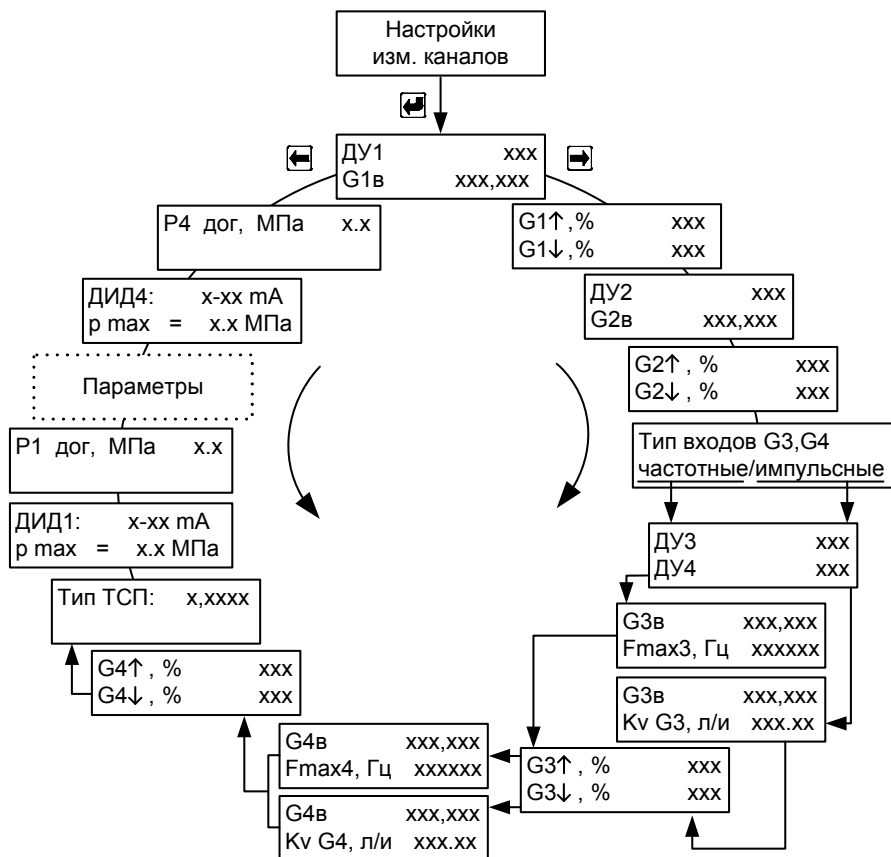 Настройки
изм. каналов
ДУ1 xxx
G1в xxx,xxx
P4 дог, МПа x.x
G1↑,% xxx
G1↓,% xxx
ДИД4: x-xx mA
p max = x.x МПа
ДУ2 xxx
G2в xxx,xxx
Параметры
G2↑, % xxx
G2↓, % xxx
P1 дог, МПа x.x
Тип входов G3,G4
частотные/импульсные
ДИД1: x-xx mA
p max = x.x МПа
ДУ3 xxx
ДУ4 xxx
Тип ТСП: x,xxxx
G3в xxx,xxx
Fmax3, Гц xxxxxx
G4↑, % xxx
G4↓, % xxx
G3в xxx,xxx
Kv G3, л/и xxx.xx
G4в xxx,xxx
Fmax4, Гц xxxxxx
G3↑, % xxx
G3↓, % xxx
G4в xxx,xxx
Kv G4, л/и xxx.xx